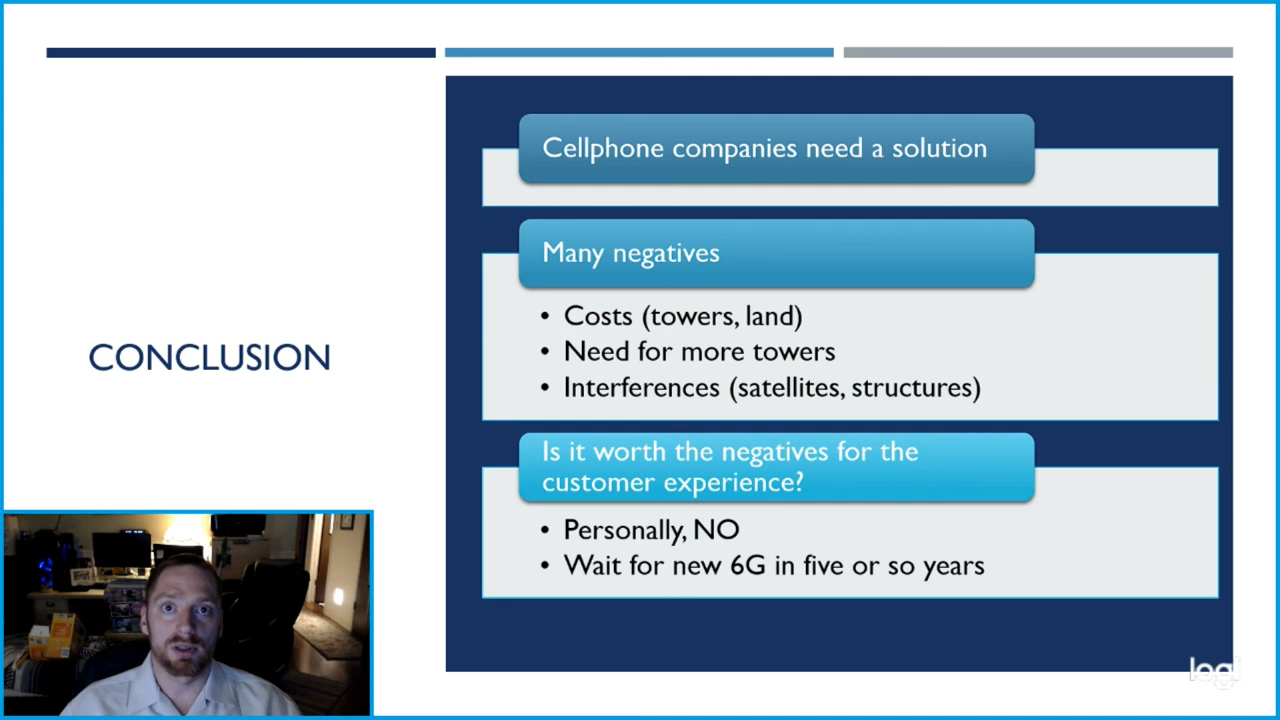 CONCLUSION
Cellphone companies need a solution
Many negatives
• Costs (towers, land)
• Need for more towers
• Interferences (satellites, structures)
Is it worth the negatives for the
customer experience?
• Personally, NO
• Wait for new 6G in five or so years
logi